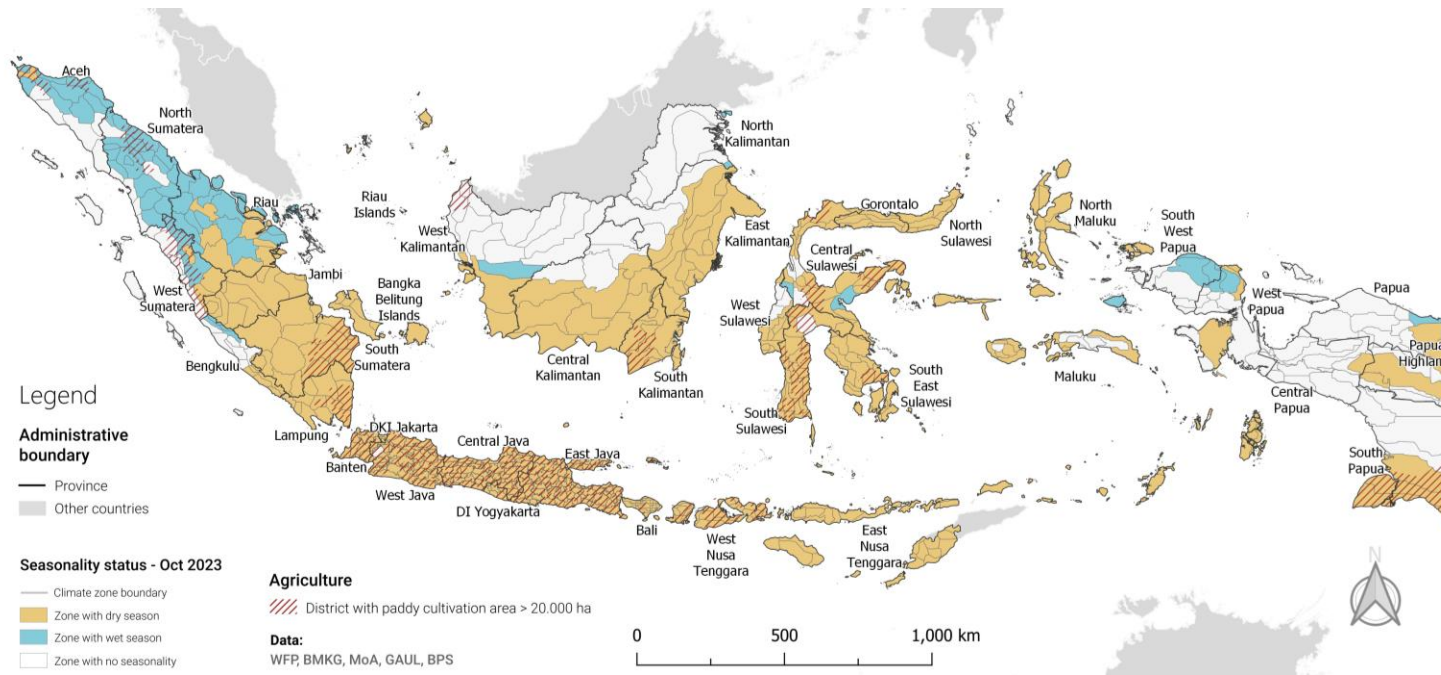 Aceh
North
Sumatera
Riau
Riau
Islands
West
Kalimantan
North
Kalimantan
East
Kalimantan
Gorontalo
North
Sulawesi
Central
Sulawesi
North
Maluku
South
West
Papua
West
Papua
Papua
Papua
Highlan
Jambi
Bangka
Belitung
Islands
West
Sumatera
West
Sulawesi
Bengkulu
South
Sumatera
Central
Kalimantan
South
Kalimantan
South
East
Sulawesi
Maluku
Central
Papua
South
Sulawesi
Lampung
DKI Jakarta
Central Java
East Java
Banten
West Java
DI Yogyakarta
Bali
West
Nusa
Tenggara
East
Nusa
Tenggara
South
Papua
Legend
Administrative
boundary
Province
Other countries
Seasonality status - Oct 2023
Climate zone boundary
Zone with dry season
Zone with wet season
Zone with no seasonality
Agriculture
District with paddy cultivation area > 20.000 ha
Data:
WFP, BMKG, MoA, GAUL, BPS
0 500 1,000 km
N